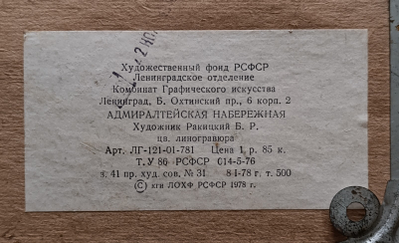 Художественный фонд РСФСР
Ленинградское отделение
Комбинат Графического искусства
Ленинград, Б. Охтинский пр., 6 корп. 2
АДМИРАЛТЕЙСКАЯ НАБЕРЕЖНАЯ
Художник Ракицкий Б. Р.
цв. линогравюра
Арт. ЛГ-121-01-781 Цена 1 р. 85 к.
Т.У 86 РСФСР 014-5-76
з. 41 пр. худ. сов. № 31 8 1-78 г. т. 500
© кги ЛОХФ РСФСР 1978 г.